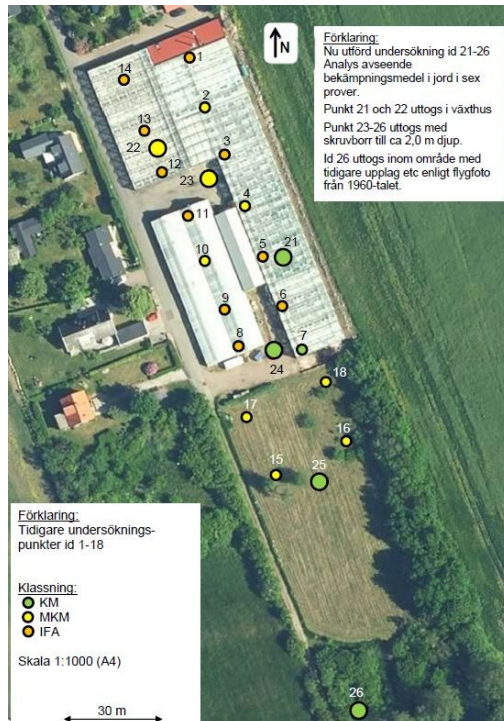 Förklaring:
Nu utförd undersökning id 21-26
Analys avseende
bekämpningsmedel i jord i sex
prover.
Punkt 21 och 22 uttogs i växthus
Punkt 23-26 uttogs med
skruvborr till ca 2,0 m djup.
Id 26 uttogs inom område med
tidigare upplag etc enligt flygfoto
från 1960-talet.
N
1
14
2
13
22
3
12
23
4
11
10
5
21
9
6
8
7
24
18
17
16
15
25
Förklaring:
Tidigare undersöknings-
punkter id 1-18
Klassning:
KM
MKM
IFA
Skala 1:1000 (A4)
30 m
26